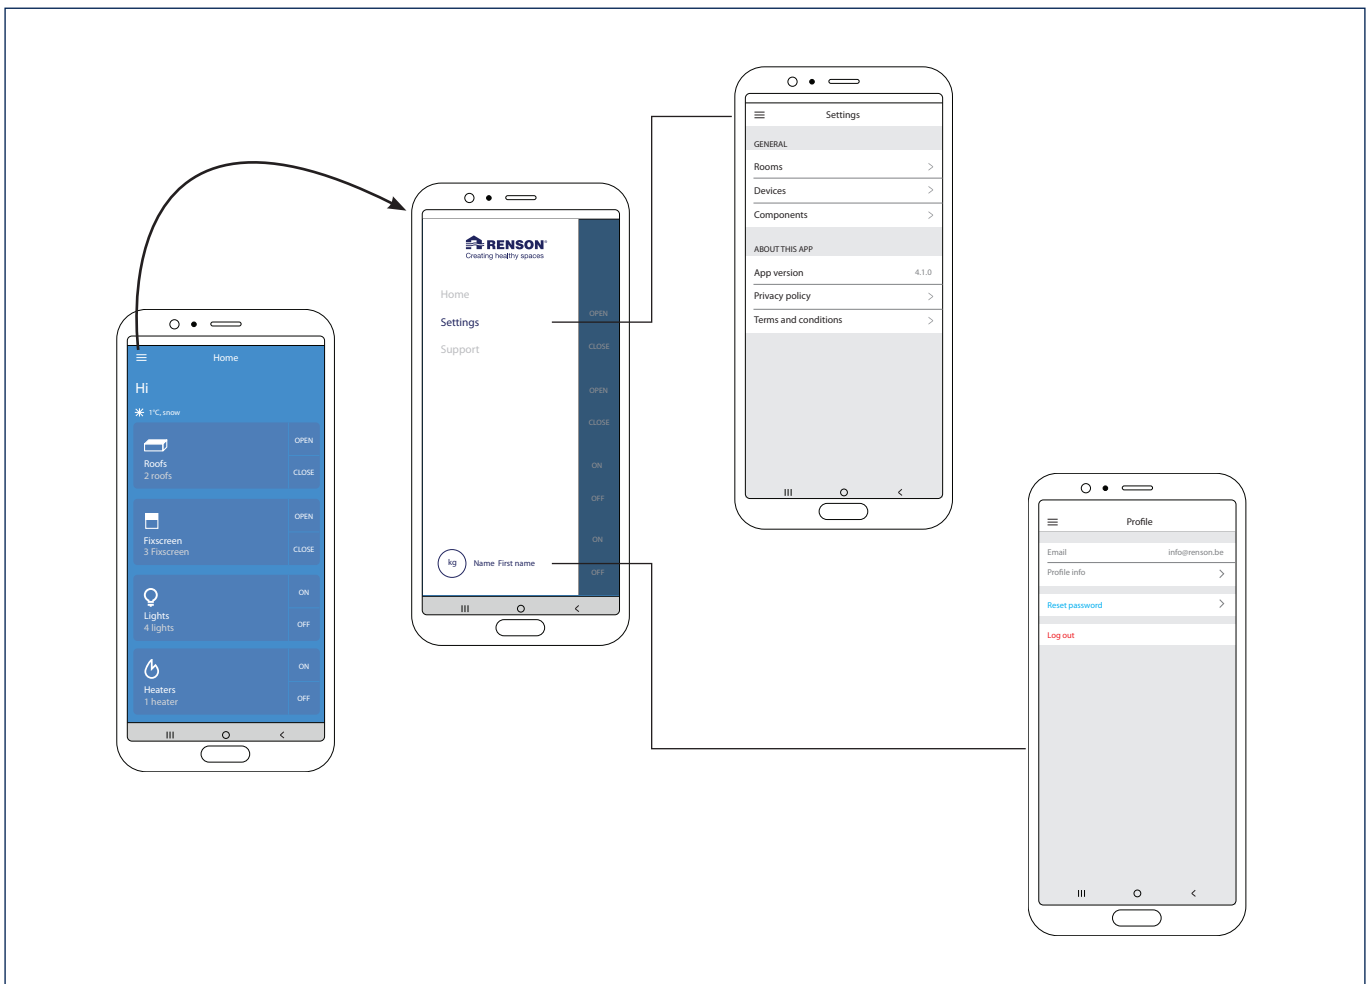 Home
Hi
1°C, snow
Roofs
2 roofs
OPEN
CLOSE
Fixscreen
3 Fixscreen
OPEN
CLOSE
Lights
4 lights
ON
OFF
Heaters
1 heater
ON
OFF
RENSON®
Creating healthy spaces
Home
Settings
Support
kg
Name First name
OPEN
CLOSE
OPEN
CLOSE
ON
OFF
ON
OFF
Settings
GENERAL
Rooms
Devices
Components
ABOUT THIS APP
App version 4.1.0
Privacy policy
Terms and conditions
Profile
Email info@renson.be
Profile info
Reset password
Log out